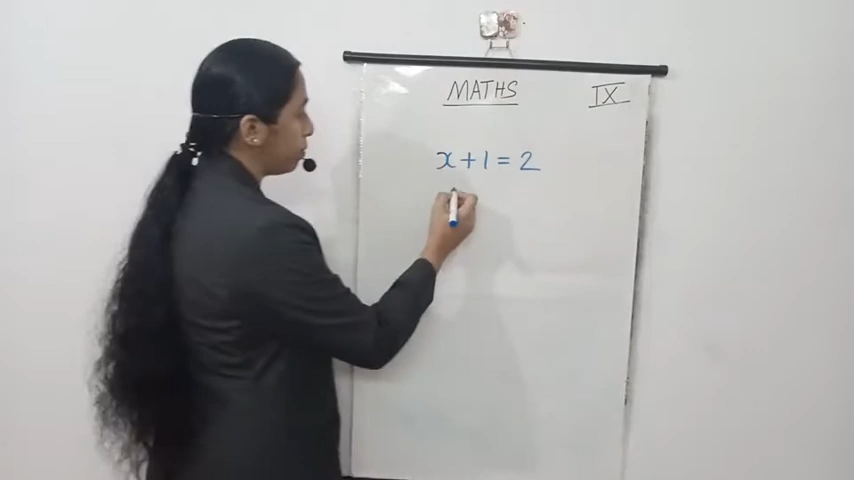 MATHS
IX
x + 1 = 2